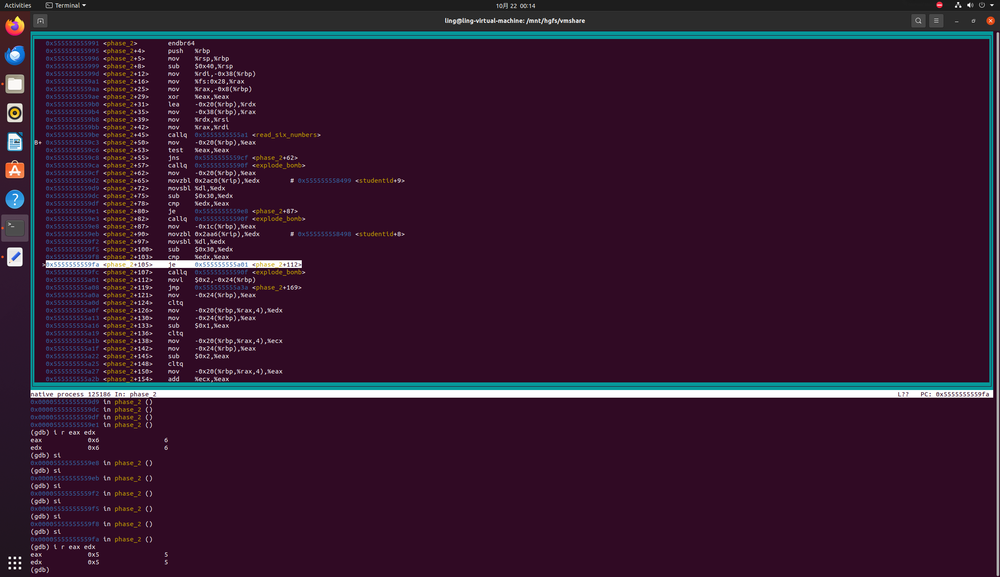 Activities Terminal 10月 22 00:14
ling@ling-virtual-machine: /mnt/hgfs/vmshare
0x555555555991 <phase_2> endbr64
0x555555555995 <phase_2+4> push %rbp
0x555555555996 <phase_2+5> mov %rsp,%rbp
0x555555555999 <phase_2+8> sub $0x40,%rsp
0x55555555599d <phase_2+12> mov %rdi,-0x38(%rbp)
0x5555555559a1 <phase_2+16> mov %fs:0x28,%rax
0x5555555559aa <phase_2+25> mov %rax,-0x8(%rbp)
0x5555555559ae <phase_2+29> xor %eax,%eax
0x5555555559b0 <phase_2+31> lea -0x20(%rbp),%rdx
0x5555555559b4 <phase_2+35> mov -0x38(%rbp),%rax
0x5555555559b8 <phase_2+39> mov %rdx,%rsi
0x5555555559bb <phase_2+42> mov %rax,%rdi
0x5555555559be <phase_2+45> callq 0x5555555555a1 <read_six_numbers>
B+ 0x5555555559c3 <phase_2+50> mov -0x20(%rbp),%eax
0x5555555559c6 <phase_2+53> test %eax,%eax
0x5555555559c8 <phase_2+55> jns 0x5555555559cf <phase_2+62>
0x5555555559ca <phase_2+57> callq 0x55555555590f <explode_bomb>
0x5555555559cf <phase_2+62> mov -0x20(%rbp),%eax
0x5555555559d2 <phase_2+65> movzbl 0x2ac0(%rip),%edx # 0x555555558499 <studentid+9>
0x5555555559d9 <phase_2+72> movsbl %dl,%edx
0x5555555559dc <phase_2+75> sub $0x30,%edx
0x5555555559df <phase_2+78> cmp %edx,%eax
0x5555555559e1 <phase_2+80> je 0x5555555559e8 <phase_2+87>
0x5555555559e3 <phase_2+82> callq 0x55555555590f <explode_bomb>
0x5555555559e8 <phase_2+87> mov -0x1c(%rbp),%eax
0x5555555559eb <phase_2+90> movzbl 0x2aa6(%rip),%edx # 0x555555558498 <studentid+8>
0x5555555559f2 <phase_2+97> movsbl %dl,%edx
0x5555555559f5 <phase_2+100> sub $0x30,%edx
0x5555555559f8 <phase_2+103> cmp %edx,%eax
>0x5555555559fa <phase_2+105> je 0x555555555a01 <phase_2+112>
0x5555555559fc <phase_2+107> callq 0x55555555590f <explode_bomb>
0x555555555a01 <phase_2+112> movl $0x2,-0x24(%rbp)
0x555555555a08 <phase_2+119> jmp 0x555555555a3a <phase_2+169>
0x555555555a0a <phase_2+121> mov -0x24(%rbp),%eax
0x555555555a0d <phase_2+124> cltq
0x555555555a0f <phase_2+126> mov -0x20(%rbp,%rax,4),%edx
0x555555555a13 <phase_2+130> mov -0x24(%rbp),%eax
0x555555555a16 <phase_2+133> sub $0x1,%eax
0x555555555a19 <phase_2+136> cltq
0x555555555a1b <phase_2+138> mov -0x20(%rbp,%rax,4),%ecx
0x555555555a1f <phase_2+142> mov -0x24(%rbp),%eax
0x555555555a22 <phase_2+145> sub $0x2,%eax
0x555555555a25 <phase_2+148> cltq
0x555555555a27 <phase_2+150> mov -0x20(%rbp,%rax,4),%eax
0x555555555a2b <phase_2+154> add %ecx,%eax
native process 125186 In: phase_2 L?? PC: 0x5555555559fa
0x00005555555559d9 in phase_2 ()
0x00005555555559dc in phase_2 ()
0x00005555555559df in phase_2 ()
0x00005555555559e1 in phase_2 ()
(gdb) i r eax edx
eax 0x6 6
edx 0x6 6
(gdb) si
0x00005555555559e8 in phase_2 ()
(gdb) si
0x00005555555559eb in phase_2 ()
(gdb) si
0x00005555555559f2 in phase_2 ()
(gdb) si
0x00005555555559f5 in phase_2 ()
(gdb) si
0x00005555555559f8 in phase_2 ()
(gdb) si
0x00005555555559fa in phase_2 ()
(gdb) i r eax edx
eax 0x5 5
edx 0x5 5
(gdb)